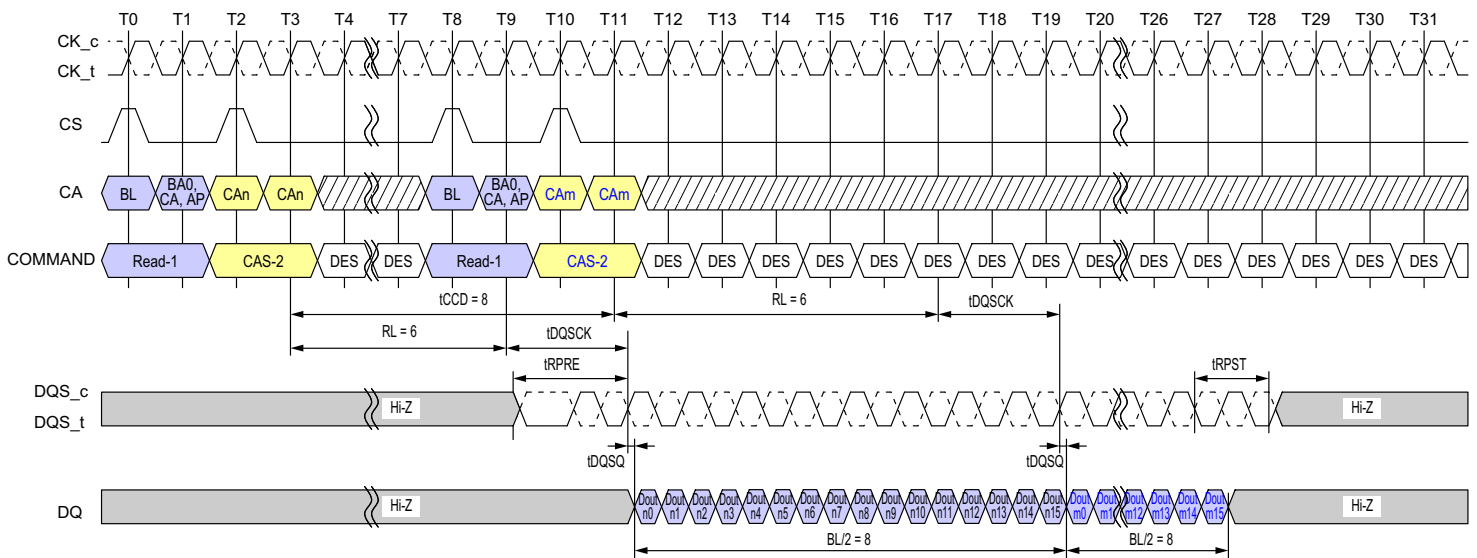 T0 T1 T2 T3 T4 T7 T8 T9 T10 T11 T12 T13 T14 T15 T16 T17 T18 T19 T20 T26 T27 T28 T29 T30 T31
CK_c
CK_t
CS
CA BL BA0, CA, AP CAn CAn BL BA0, CA, AP CAm CAm
COMMAND Read-1 CAS-2 DES DES Read-1 CAS-2 DES DES DES DES DES DES DES DES DES DES DES DES DES DES DES
tCCD = 8 RL = 6 tDQSCK
RL = 6 tDQSCK
tRPRE tRPST
DQS_c
DQS_t
Hi-Z Hi-Z
tDQSQ tDQSQ
DQ Hi-Z Dout n0 Dout n1 Dout n2 Dout n3 Dout n4 Dout n5 Dout n6 Dout n7 Dout n8 Dout n9 Dout n10 Dout n11 Dout n12 Dout n13 Dout n14 Dout n15 Dout m0 Dout m1 Dout m12 Dout m13 Dout m14 Dout m15 Hi-Z
BL/2 = 8 BL/2 = 8